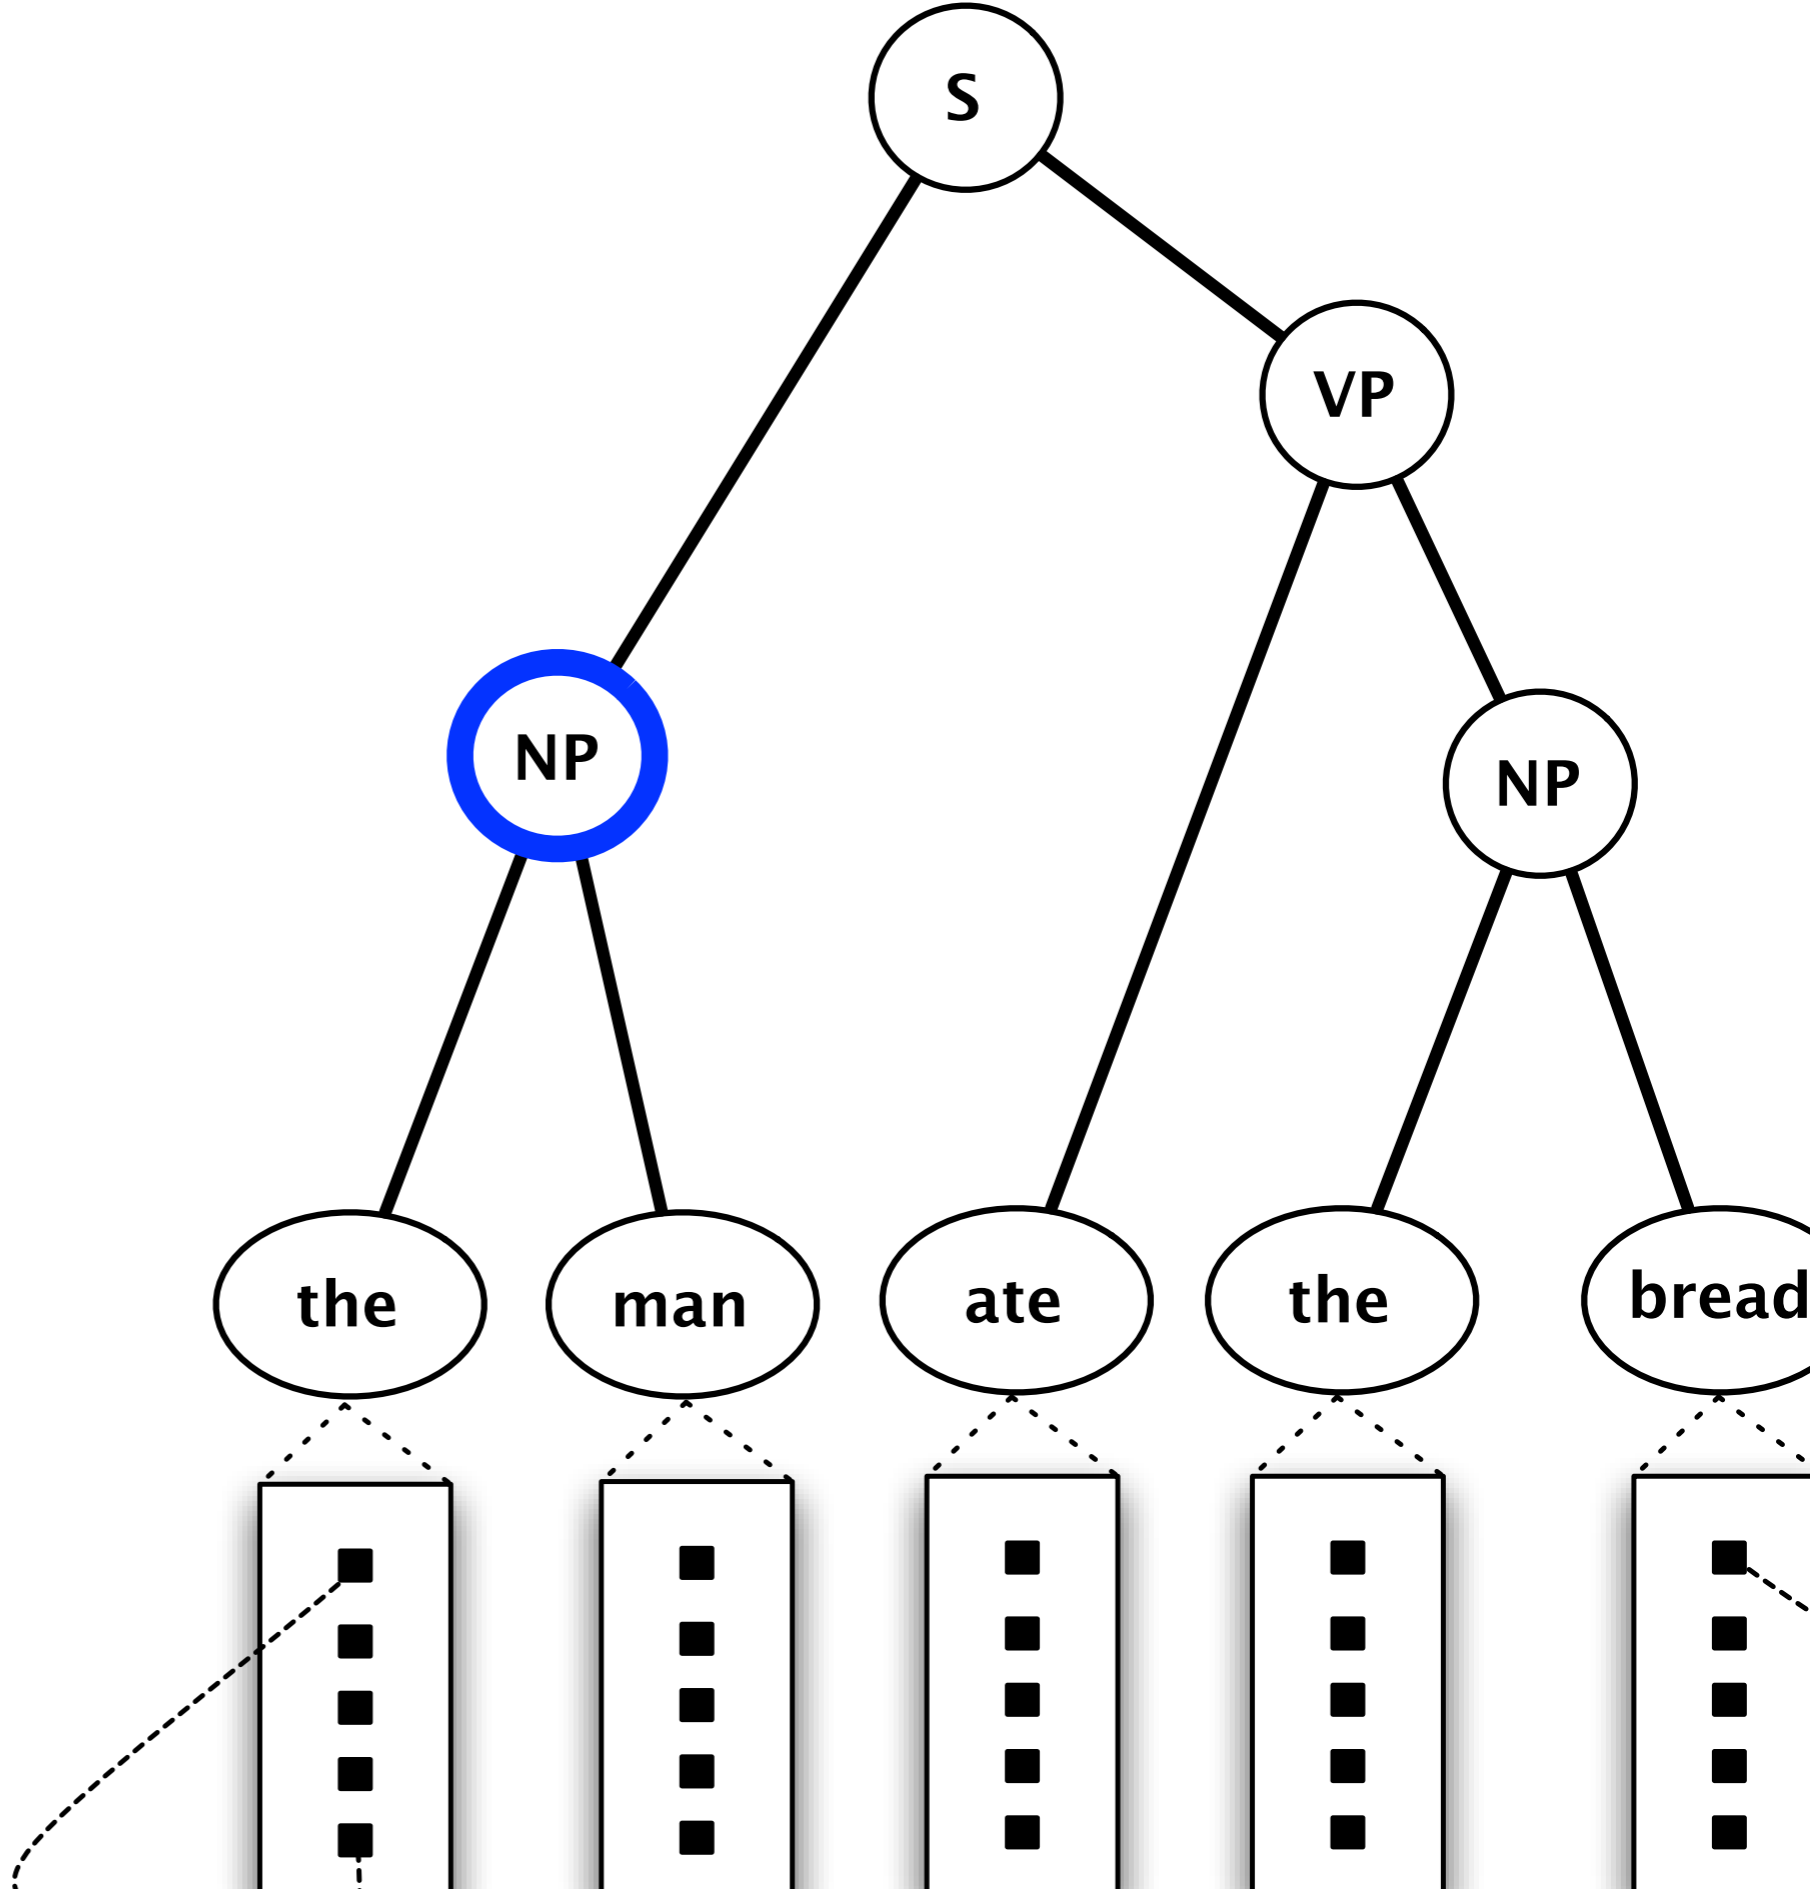 S
VP
NP
NP
the man ate the bread